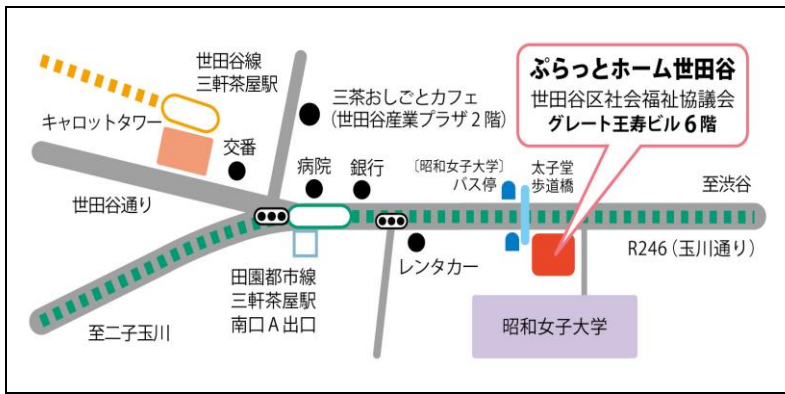 世田谷線
三軒茶屋駅
キャロットタワー
交番
世田谷通り
三茶おしごとカフェ
（世田谷産業プラザ2階）
病院
銀行
〔昭和女子大学〕
バス停
太子堂
歩道橋
ぷらっとホーム世田谷
世田谷区社会福祉協議会
グレート王寿ビル6階
至渋谷
R246（玉川通り）
レンタカー
田園都市線
三軒茶屋駅
南口A出口
至二子玉川
昭和女子大学